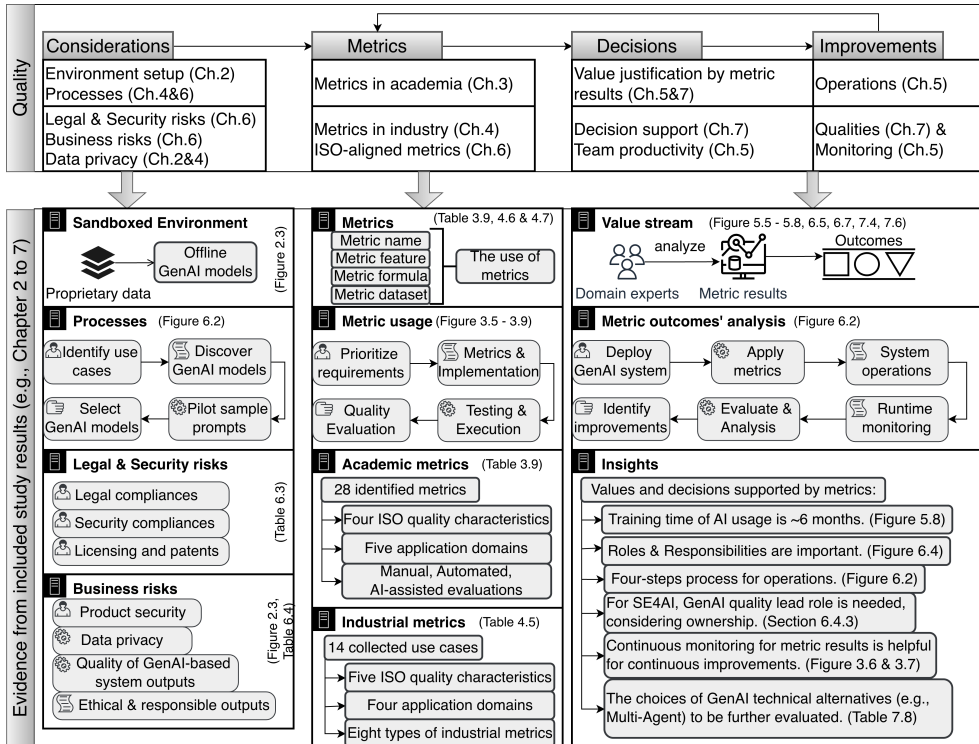 Quality
Considerations
Metrics
Decisions
Improvements
Environment setup (Ch.2)
Processes (Ch.4&6)
Legal & Security risks (Ch.6)
Business risks (Ch.6)
Data privacy (Ch.2&4)
Metrics in academia (Ch.3)
Metrics in industry (Ch.4)
ISO-aligned metrics (Ch.6)
Value justification by metric
results (Ch.5&7)
Decision support (Ch.7)
Team productivity (Ch.5)
Operations (Ch.5)
Qualities (Ch.7) &
Monitoring (Ch.5)
Evidence from included study results (e.g., Chapter 2 to 7)
Sandboxed Environment
Offline
GenAI models
Proprietary data
(Figure 2.3)
Processes (Figure 6.2)
Identify use
cases
Discover
GenAI models
Select
GenAI models
Pilot sample
prompts
Legal & Security risks
Legal compliances
Security compliances
Licensing and patents
(Table 6.3)
Business risks
Product security
Data privacy
Quality of GenAI-based
system outputs
Ethical & responsible outputs
(Figure 2.3,
Table 6.4)
Metrics (Table 3.9, 4.6 & 4.7)
Metric name
Metric feature
Metric formula
Metric dataset
The use of
metrics
Metric usage (Figure 3.5 - 3.9)
Prioritize
requirements
Metrics &
Implementation
Quality
Evaluation
Testing &
Execution
Academic metrics (Table 3.9)
28 identified metrics
Four ISO quality characteristics
Five application domains
Manual, Automated,
AI-assisted evaluations
Industrial metrics (Table 4.5)
14 collected use cases
Five ISO quality characteristics
Four application domains
Eight types of industrial metrics
Value stream (Figure 5.5 - 5.8, 6.5, 6.7, 7.4, 7.6)
analyze
Outcomes
Domain experts
Metric results
Metric outcomes' analysis (Figure 6.2)
Deploy
GenAI system
Apply
metrics
System
operations
Identify
improvements
Evaluate &
Analysis
Runtime
monitoring
Insights
Values and decisions supported by metrics:
Training time of AI usage is ~6 months. (Figure 5.8)
Roles & Responsibilities are important. (Figure 6.4)
Four-steps process for operations. (Figure 6.2)
For SE4AI, GenAI quality lead role is needed,
considering ownership. (Section 6.4.3)
Continuous monitoring for metric results is helpful
for continuous improvements. (Figure 3.6 & 3.7)
The choices of GenAI technical alternatives (e.g.,
Multi-Agent) to be further evaluated. (Table 7.8)